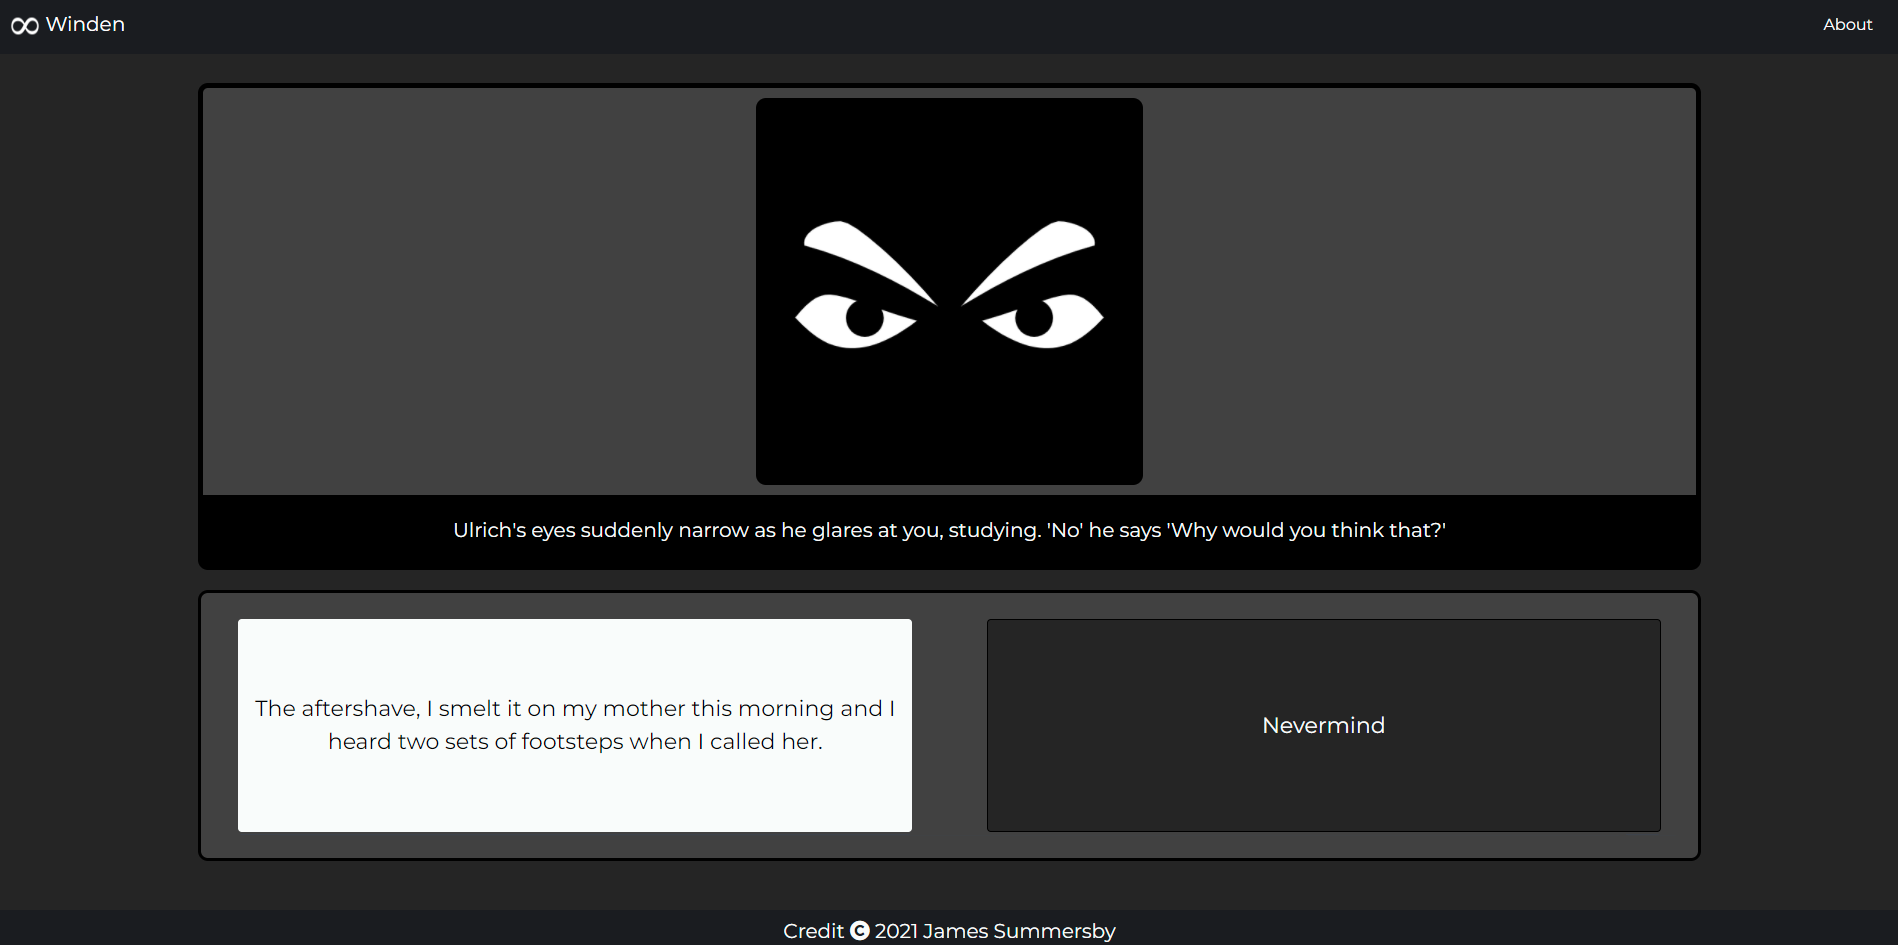 Winden
About
Ulrich's eyes suddenly narrow as he glares at you, studying. 'No' he says 'Why would you think that?'
The aftershave, I smelt it on my mother this morning and I
heard two sets of footsteps when I called her.
Nevermind
Credit © 2021 James Summersby